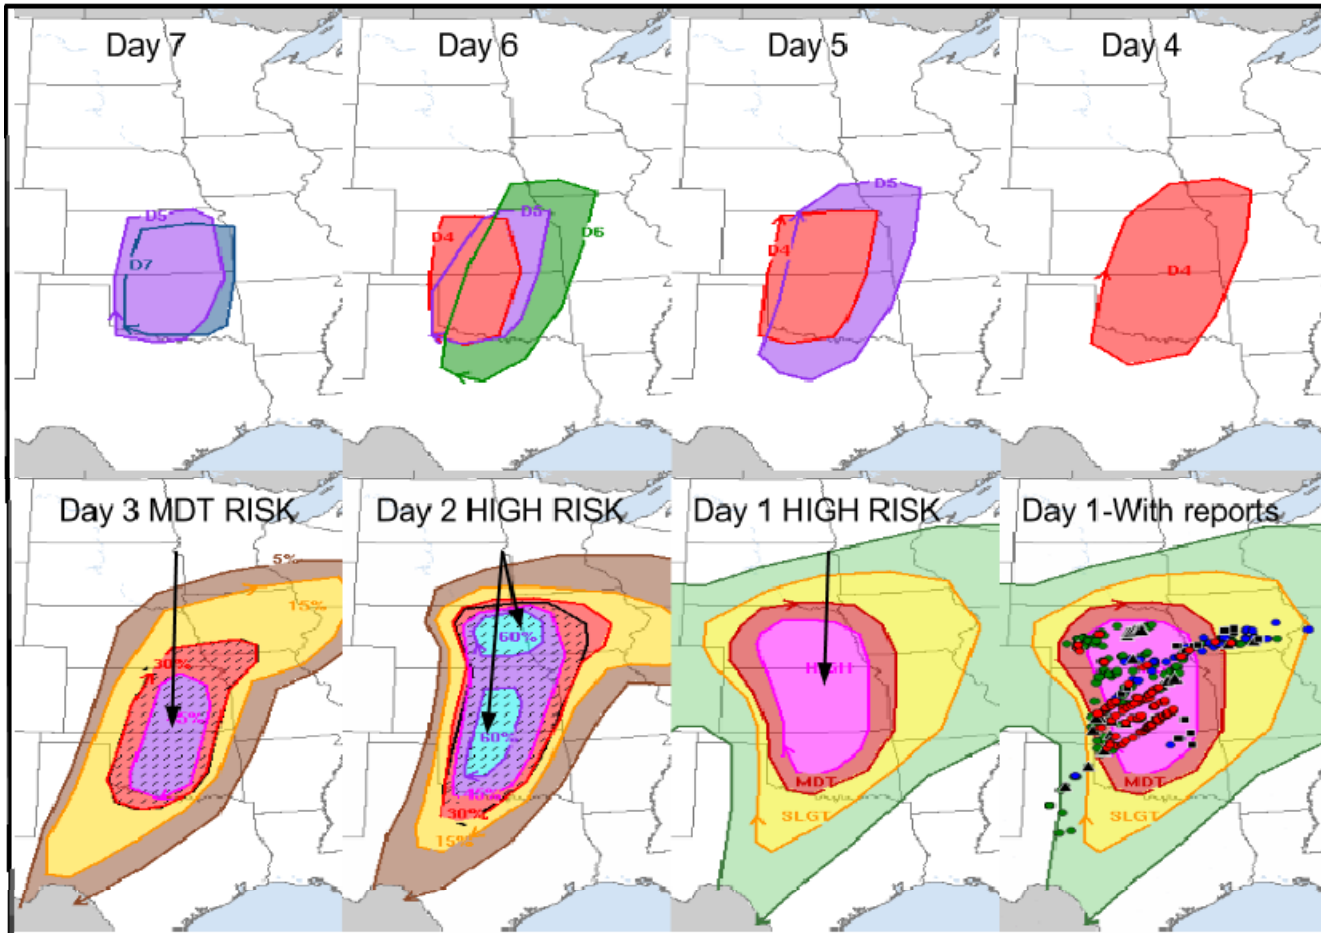 Day 7
Day 6
Day 5
Day 4
D5
D7
D4
D5
D6
D5
D4
D4
Day 3 MDT RISK
Day 2 HIGH RISK
Day 1 HIGH RISK
Day 1-With reports
5%
15%
30%
60%
60%
30%
15%
HIGH
MDT
SLGT
MDT
SLGT